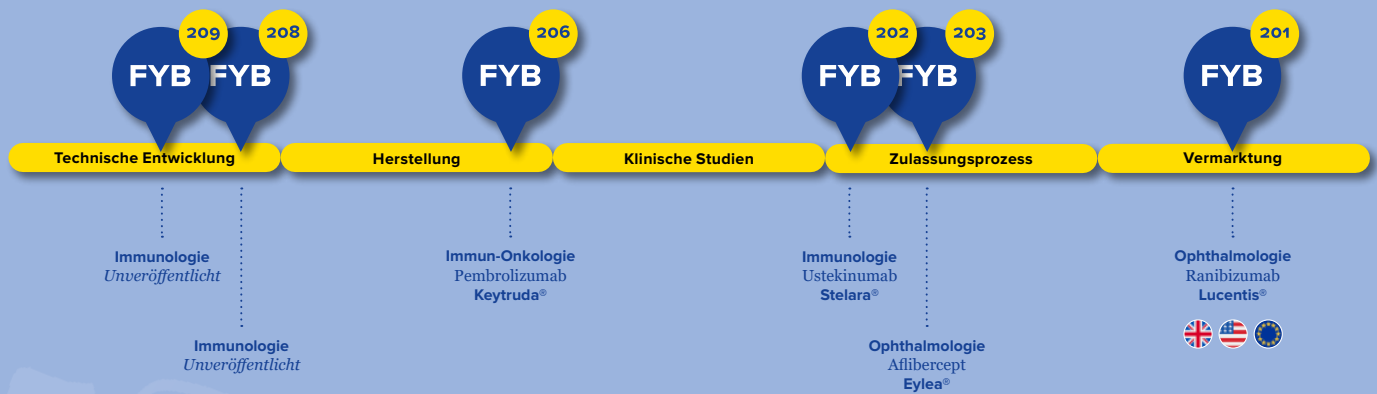 209
FYB
208
FYB
206
FYB
202
FYB
203
FYB
201
FYB
Technische Entwicklung
Herstellung
Klinische Studien
Zulassungsprozess
Vermarktung
Immunologie
Unveröffentlicht
Immunologie
Unveröffentlicht
Immun-Onkologie
Pembrolizumab
Keytruda®
Immunologie
Ustekinumab
Stelara®
Ophthalmologie
Aflibercept
Eylea®
Ophthalmologie
Ranibizumab
Lucentis®